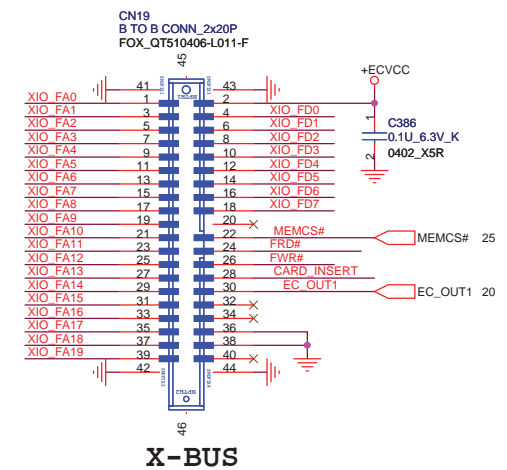 CN19
B TO B CONN_2x20P
FOX_QT510406-L011-F
45
+ECVCC
41 43
XIO_FA0 1 2
XIO_FA1 3 4 XIO_FD0
XIO_FA2 5 6 XIO_FD1
XIO_FA3 7 8 XIO_FD2
XIO_FA4 9 10 XIO_FD3
XIO_FA5 11 12 XIO_FD4
XIO_FA6 13 14 XIO_FD5
XIO_FA7 15 16 XIO_FD6
XIO_FA8 17 18 XIO_FD7
XIO_FA9 19 20
XIO_FA10 21 22 MEMCS# MEMCS# 25
XIO_FA11 23 24 FRD#
XIO_FA12 25 26 FWR#
XIO_FA13 27 28 CARD_INSERT
XIO_FA14 29 30 EC_OUT1 EC_OUT1 20
XIO_FA15 31 32
XIO_FA16 33 34
XIO_FA17 35 36
XIO_FA18 37 38
XIO_FA19 39 40
42 44
46
1
C386
0.1U_6.3V_K
2
0402_X5R
X-BUS